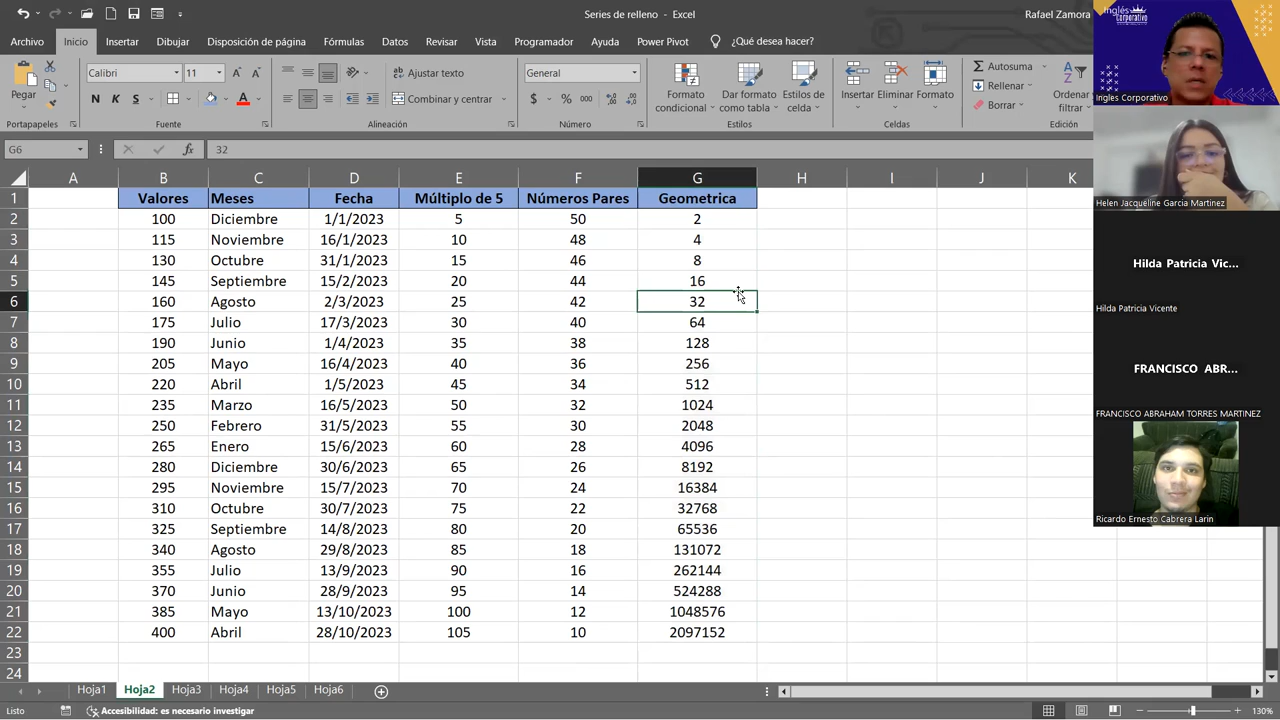 Series de relleno - Excel
Rafael Zamora
Archivo Inicio Insertar Dibujar Disposición de página Fórmulas Datos Revisar Vista Programador Ayuda Power Pivot ¿Qué desea hacer?
Pegar
Calibri 11
N K S
Ajustar texto
Combinar y centrar
General
$ % 000
Formato condicional
Dar formato como tabla
Estilos de celda
Insertar Eliminar Formato
Autosuma
Rellenar
Borrar
Ordenar filtrar
Portapapeles Fuente Alineación Número Estilos Celdas Edición
G6 fx 32
A B C D E F G H I J K
1 Valores Meses Fecha Múltiplo de 5 Números Pares Geometrica
2 100 Diciembre 1/1/2023 5 50 2
3 115 Noviembre 16/1/2023 10 48 4
4 130 Octubre 31/1/2023 15 46 8
5 145 Septiembre 15/2/2023 20 44 16
6 160 Agosto 2/3/2023 25 42 32
7 175 Julio 17/3/2023 30 40 64
8 190 Junio 1/4/2023 35 38 128
9 205 Mayo 16/4/2023 40 36 256
10 220 Abril 1/5/2023 45 34 512
11 235 Marzo 16/5/2023 50 32 1024
12 250 Febrero 31/5/2023 55 30 2048
13 265 Enero 15/6/2023 60 28 4096
14 280 Diciembre 30/6/2023 65 26 8192
15 295 Noviembre 15/7/2023 70 24 16384
16 310 Octubre 30/7/2023 75 22 32768
17 325 Septiembre 14/8/2023 80 20 65536
18 340 Agosto 29/8/2023 85 18 131072
19 355 Julio 13/9/2023 90 16 262144
20 370 Junio 28/9/2023 95 14 524288
21 385 Mayo 13/10/2023 100 12 1048576
22 400 Abril 28/10/2023 105 10 2097152
23
24
Hoja1 Hoja2 Hoja3 Hoja4 Hoja5 Hoja6
Listo Accesibilidad: es necesario investigar 130%
Inglés Corporativo
Ingles Corporativo
Helen Jacqueline Garcia Martinez
Hilda Patricia Vic...
Hilda Patricia Vicente
FRANCISCO ABR...
FRANCISCO ABRAHAM TORRES MARTINEZ
Ricardo Ernesto Cabrera Larin